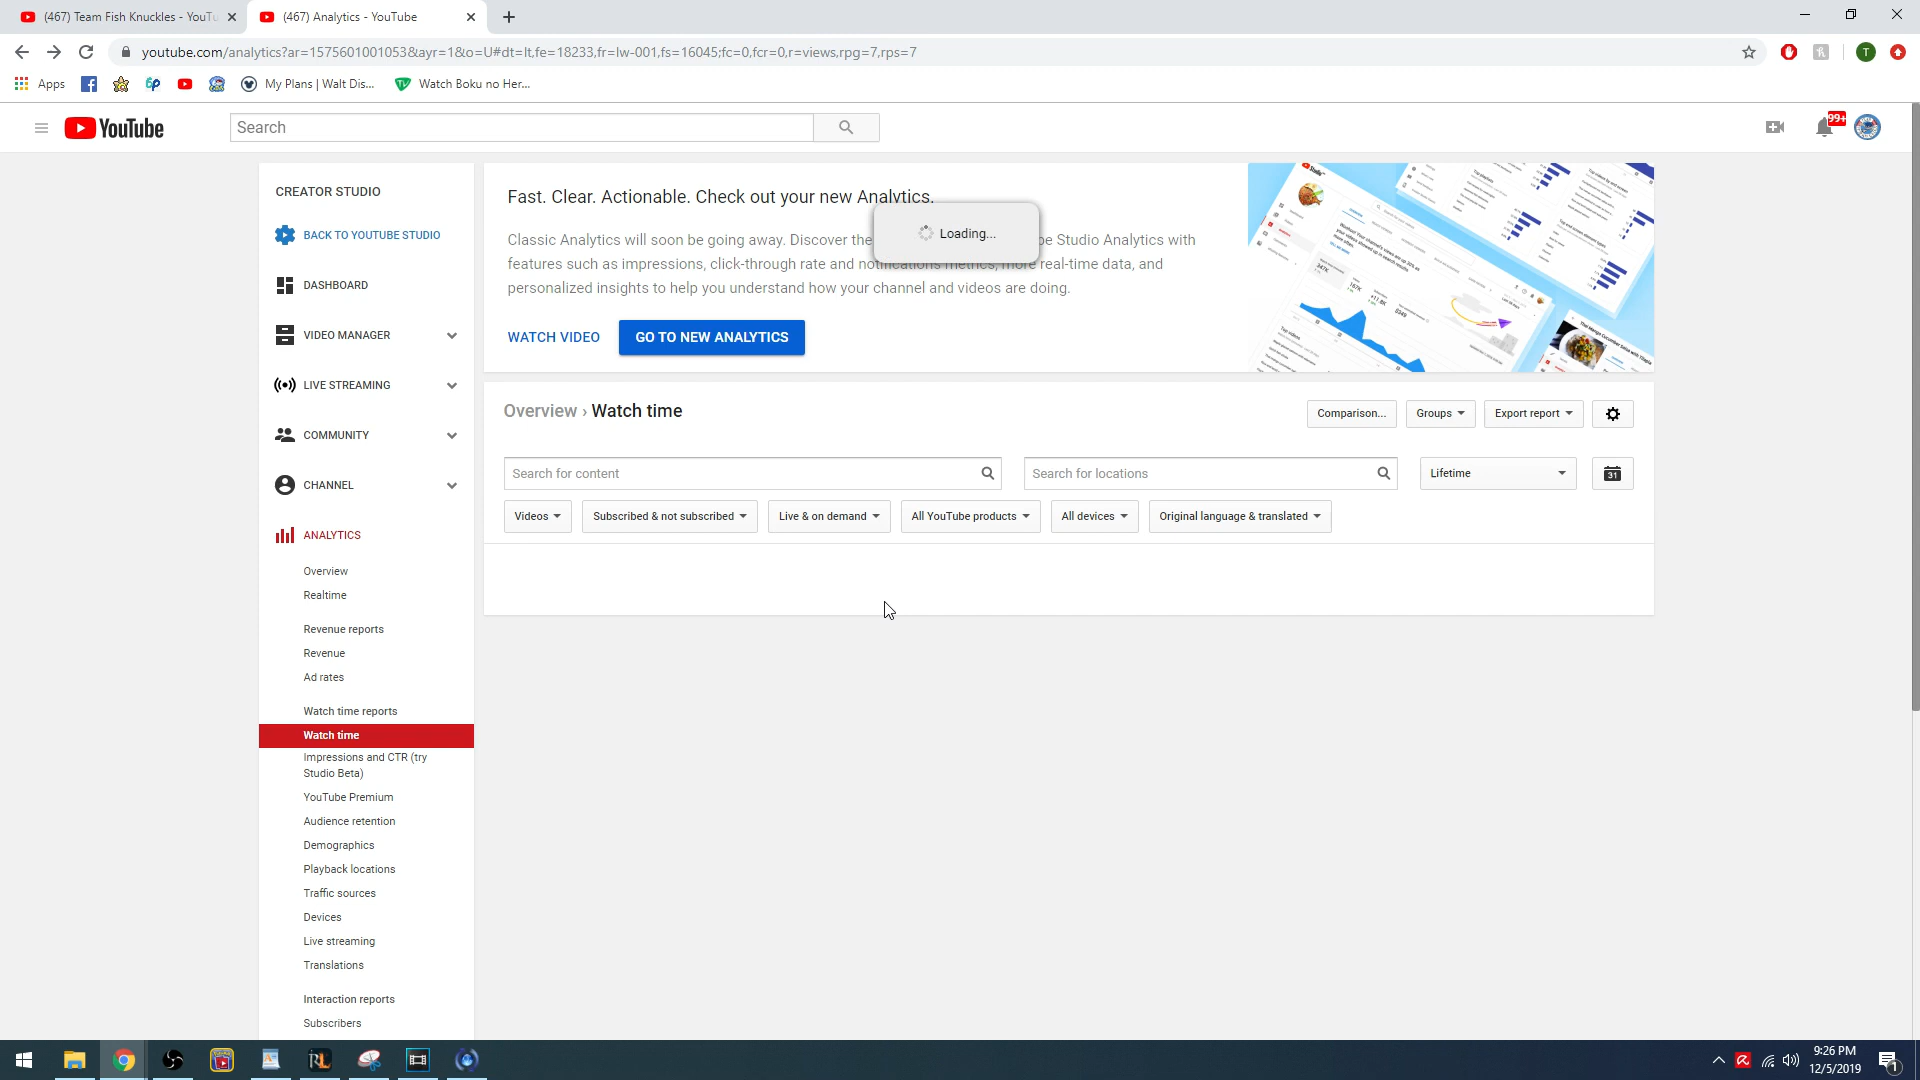 (467) Team Fish Knuckles - YouTu
(467) Analytics - YouTube
youtube.com/analytics?ar=1575601001053&ayr=1&o=U#dt=lt,fe=18233,fr=lw-001,fs=16045;fc=0,fcr=0,r=views,rpg=7,rps=7
T
Apps
My Plans | Walt Dis...
Watch Boku no Her...
YouTube
Search
99+
CREATOR STUDIO
BACK TO YOUTUBE STUDIO
DASHBOARD
VIDEO MANAGER
LIVE STREAMING
COMMUNITY
CHANNEL
ANALYTICS
Overview
Realtime
Revenue reports
Revenue
Ad rates
Watch time reports
Watch time
Impressions and CTR (try
Studio Beta)
YouTube Premium
Audience retention
Demographics
Playback locations
Traffic sources
Devices
Live streaming
Translations
Interaction reports
Subscribers
Fast. Clear. Actionable. Check out your new Analytics.
Loading...
Classic Analytics will soon be going away. Discover the be Studio Analytics with
features such as impressions, click-through rate and notifications metrics, more real-time data, and
personalized insights to help you understand how your channel and videos are doing.
WATCH VIDEO
GO TO NEW ANALYTICS
Overview › Watch time
Comparison...
Groups
Export report
Search for content
Search for locations
Lifetime
31
Videos
Subscribed & not subscribed
Live & on demand
All YouTube products
All devices
Original language & translated
9:26 PM
12/5/2019
1